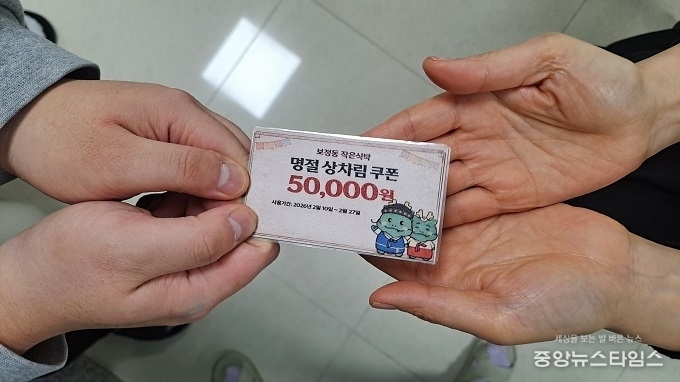 보정동 작은식탁
명절 상차림 쿠폰
50,000원
사용기간: 2026년 2월 10일 ~ 2월 27일
세상을 보는 발 빠른 뉴스
중앙뉴스타임스